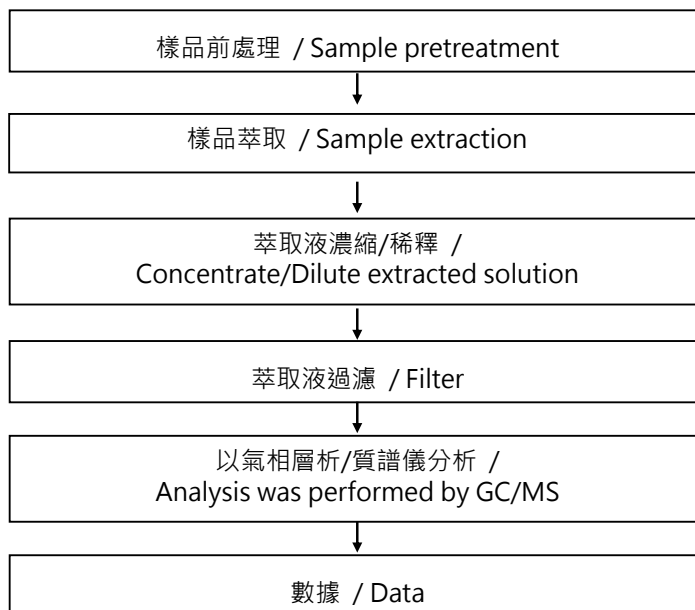 樣品前處理 / Sample pretreatment
樣品萃取 / Sample extraction
萃取液濃縮/稀釋 /
Concentrate/Dilute extracted solution
萃取液過濾 / Filter
以氣相層析/質譜儀分析 /
Analysis was performed by GC/MS
數據 / Data